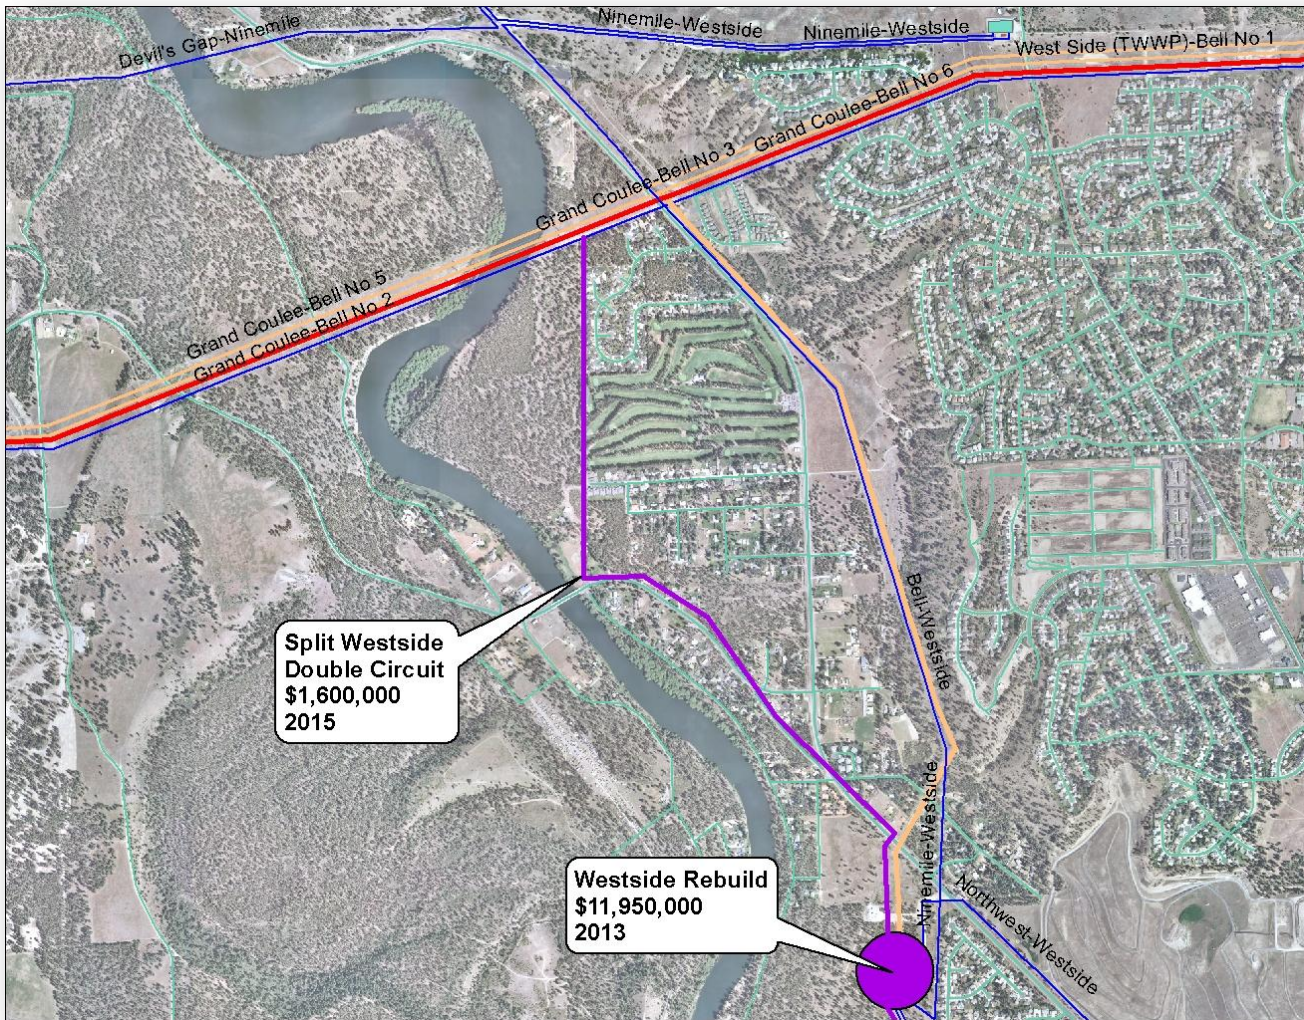 Devil's Gap-Ninemile
Ninemile-Westside
Ninemile-Westside
West Side (TWWP)-Bell No 1
Grand Coulee-Bell No 6
Grand Coulee-Bell No 3
Grand Coulee-Bell No 5
Grand Coulee-Bell No 2
Bell-Westside
Split Westside
Double Circuit
$1,600,000
2015
Ninemile-Westside
Westside Rebuild
$11,950,000
2013
Northwest-Westside